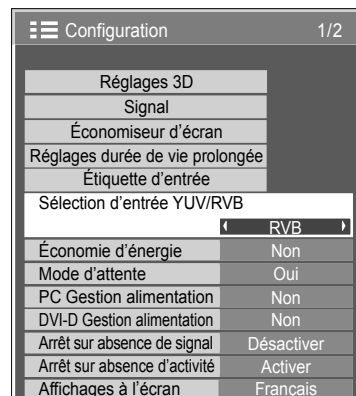 Configuration 1/2
Réglages 3D
Signal
Économiseur d'écran
Réglages durée de vie prolongée
Étiquette d'entrée
Sélection d'entrée YUV/RVB
RVB
Économie d'énergie Non
Mode d'attente Oui
PC Gestion alimentation Non
DVI-D Gestion alimentation Non
Arrêt sur absence de signal Désactiver
Arrêt sur absence d'activité Activer
Affichages à l'écran Français